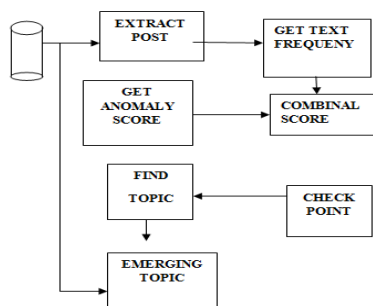 EXTRACT
POST
GET TEXT
FREQUENY
GET
ANOMALY
SCORE
COMBINAL
SCORE
FIND
TOPIC
CHECK
POINT
EMERGING
TOPIC